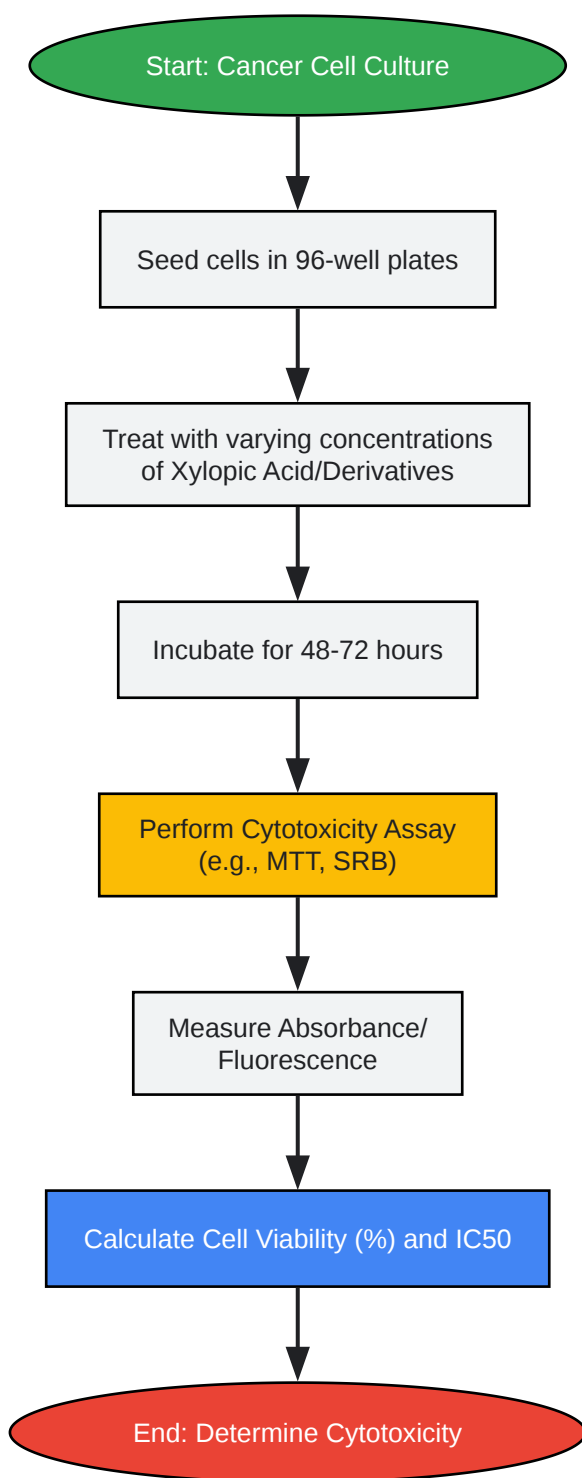 Start: Cancer Cell Culture
Seed cells in 96-well plates
Treat with varying concentrations
of Xylopic Acid/Derivatives
Incubate for 48-72 hours
Perform Cytotoxicity Assay
(e.g., MTT, SRB)
Measure Absorbance/
Fluorescence
Calculate Cell Viability (%) and IC50
End: Determine Cytotoxicity